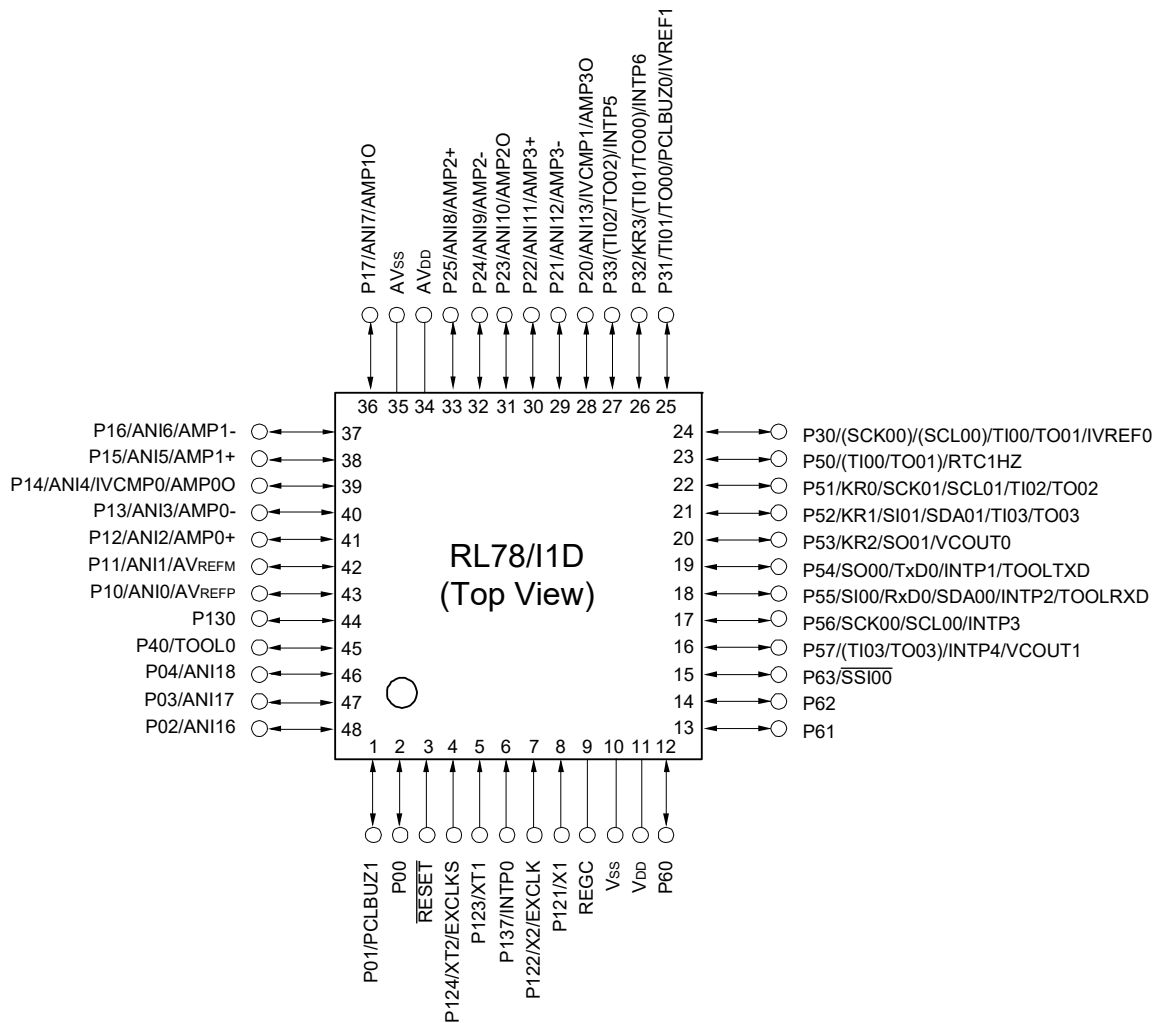 P17/ANI7/AMP1O
AVSS
AVDD
P25/ANI8/AMP2+
P24/ANI9/AMP2-
P23/ANI10/AMP2O
P22/ANI11/AMP3+
P21/ANI12/AMP3-
P20/ANI13/IVCMP1/AMP3O
P33/(TI02/TO02)/INTP5
P32/KR3/(TI01/TO00)/INTP6
P31/TI01/TO00/PCLBUZ0/IVREF1
36 35 34 33 32 31 30 29 28 27 26 25
P16/ANI6/AMP1- 37
P15/ANI5/AMP1+ 38
P14/ANI4/IVCMP0/AMP0O 39
P13/ANI3/AMP0- 40
P12/ANI2/AMP0+ 41
P11/ANI1/AVREFM 42
P10/ANI0/AVREFP 43
P130 44
P40/TOOL0 45
P04/ANI18 46
P03/ANI17 47
P02/ANI16 48
RL78/I1D
(Top View)
24 P30/(SCK00)/(SCL00)/TI00/TO01/IVREF0
23 P50/(TI00/TO01)/RTC1HZ
22 P51/KR0/SCK01/SCL01/TI02/TO02
21 P52/KR1/SI01/SDA01/TI03/TO03
20 P53/KR2/SO01/VCOUT0
19 P54/SO00/TxD0/INTP1/TOOLTXD
18 P55/SI00/RxD0/SDA00/INTP2/TOOLRXD
17 P56/SCK00/SCL00/INTP3
16 P57/(TI03/TO03)/INTP4/VCOUT1
15 P63/SSI00
14 P62
13 P61
1 2 3 4 5 6 7 8 9 10 11 12
P01/PCLBUZ1
P00
RESET
P124/XT2/EXCLKS
P123/XT1
P137/INTP0
P122/X2/EXCLK
P121/X1
REGC
VSS
VDD
P60